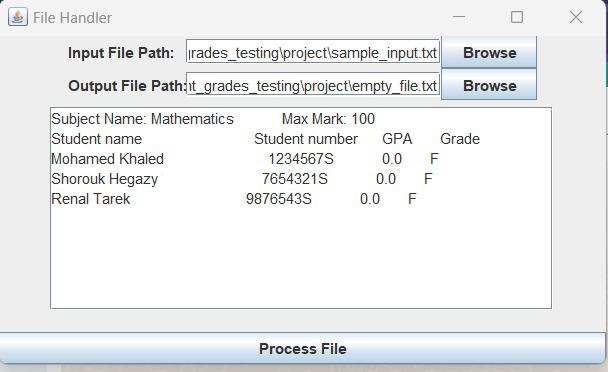 File Handler
Input File Path: rades_testing\project\sample_input.txt Browse
Output File Path: nt_grades_testing\project\empty_file.txt Browse
Subject Name: Mathematics Max Mark: 100
Student name Student number GPA Grade
Mohamed Khaled 1234567S 0.0 F
Shorouk Hegazy 7654321S 0.0 F
Renal Tarek 9876543S 0.0 F
Process File